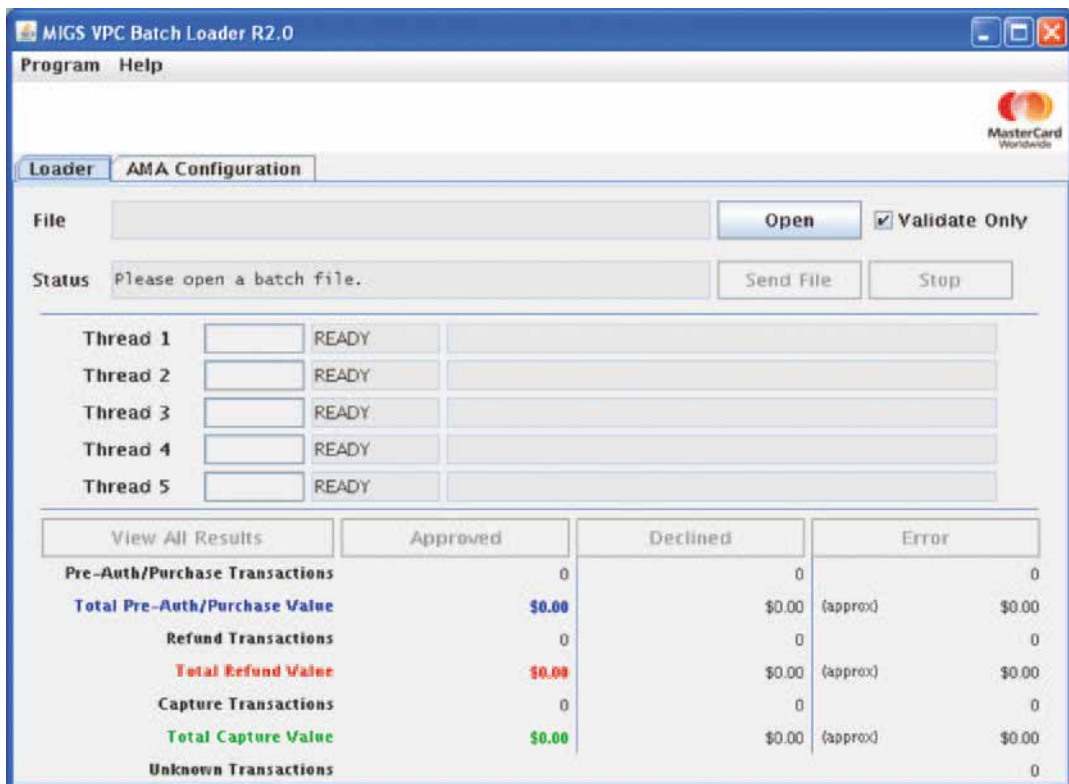 MIGS VPC Batch Loader R2.0
Program Help
MasterCard
Worldwide
Loader AMA Configuration
File Open Validate Only
Status Please open a batch file. Send File Stop
Thread 1 READY
Thread 2 READY
Thread 3 READY
Thread 4 READY
Thread 5 READY
View All Results Approved Declined Error
Pre-Auth/Purchase Transactions 0 0 0
Total Pre-Auth/Purchase Value $0.00 $0.00 (approx) $0.00
Refund Transactions 0 0 0
Total Refund Value $0.00 $0.00 (approx) $0.00
Capture Transactions 0 0 0
Total Capture Value $0.00 $0.00 (approx) $0.00
Unknown Transactions 0